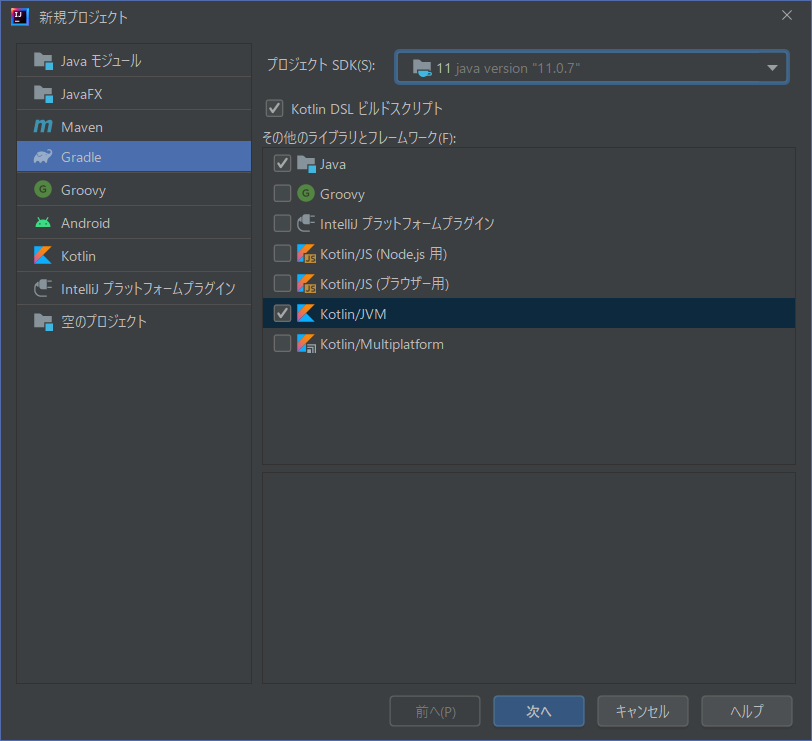 新規プロジェクト
Java モジュール
JavaFX
Maven
Gradle
Groovy
Android
Kotlin
IntelliJ プラットフォームプラグイン
空のプロジェクト
プロジェクト SDK(S):
11 java version "11.0.7"
Kotlin DSL ビルドスクリプト
その他のライブラリとフレームワーク(F):
Java
Groovy
IntelliJ プラットフォームプラグイン
Kotlin/JS (Node.js 用)
Kotlin/JS (ブラウザー用)
Kotlin/JVM
Kotlin/Multiplatform
前へ(P)
次へ
キャンセル
ヘルプ